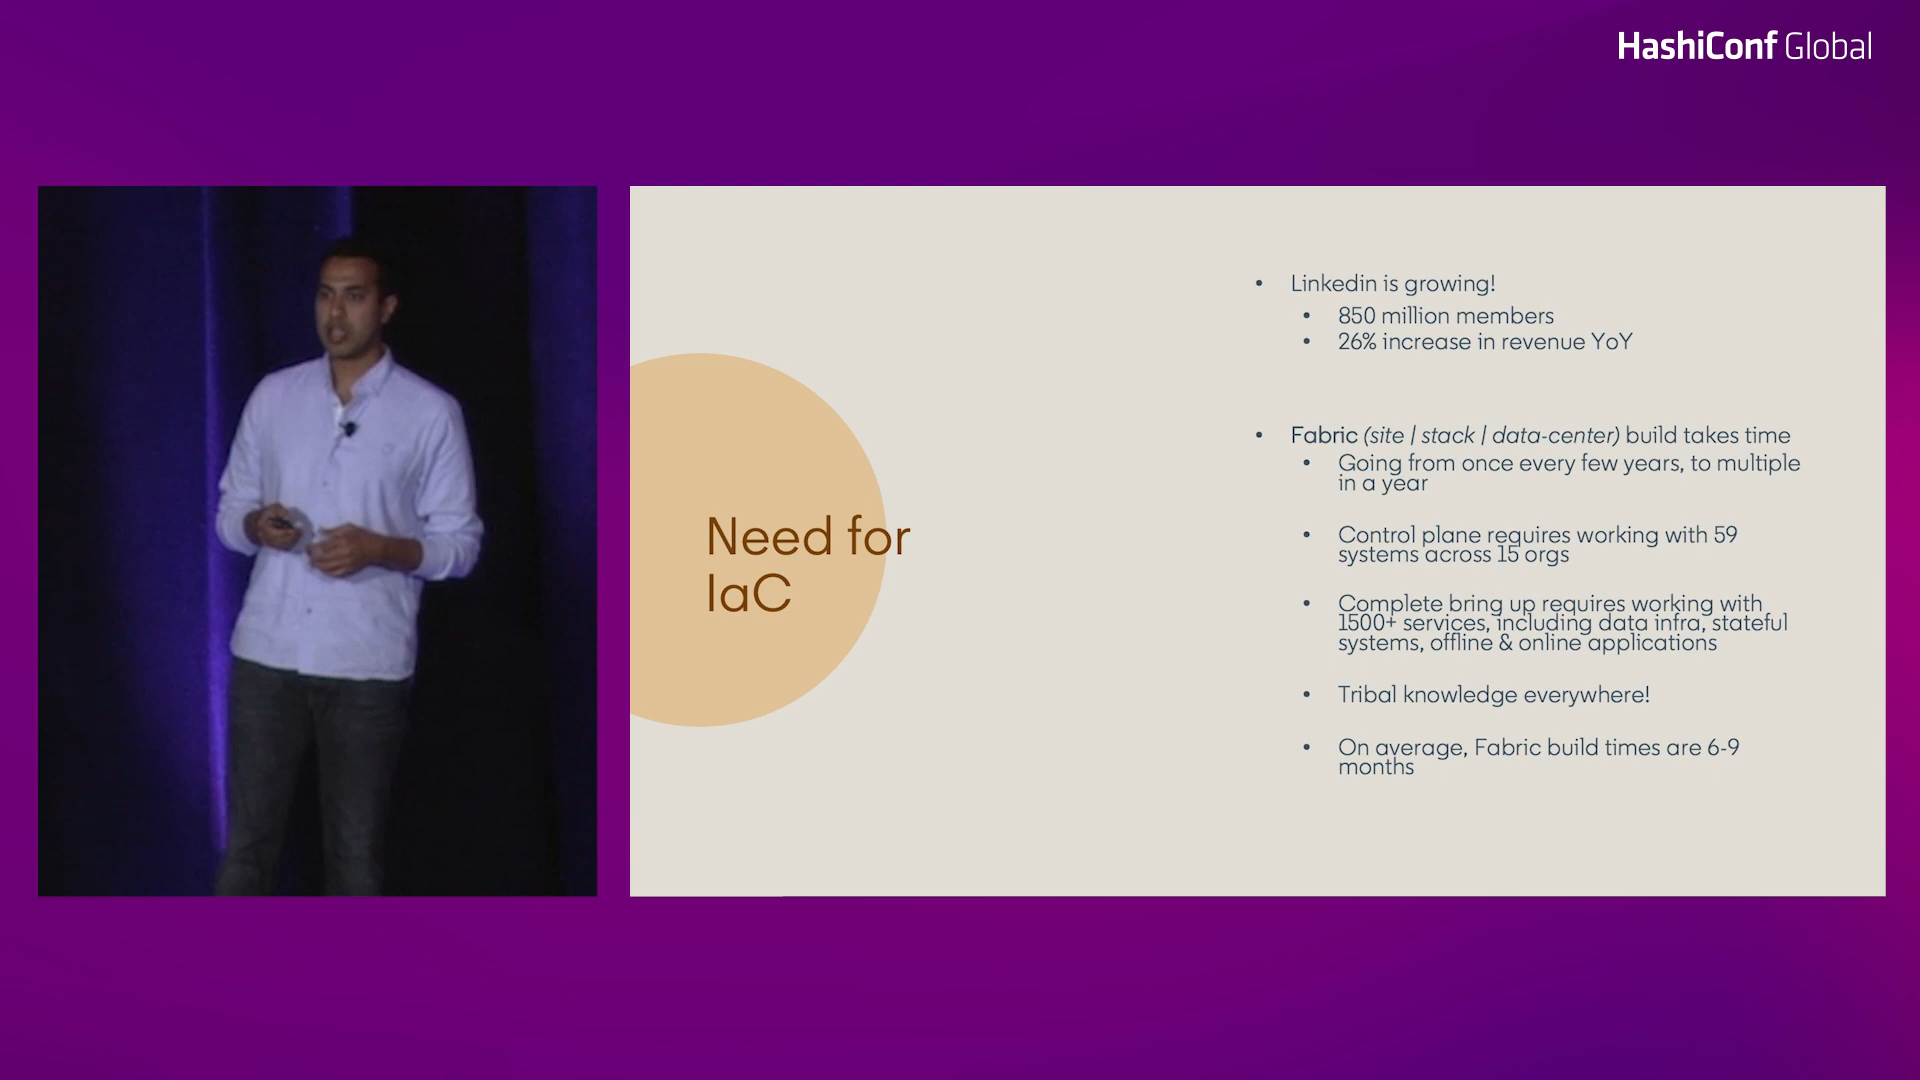 HashiConf Global
Need for
IaC
• Linkedin is growing!
• 850 million members
• 26% increase in revenue YoY
• Fabric (site | stack | data-center) build takes time
• Going from once every few years, to multiple
in a year
• Control plane requires working with 59
systems across 15 orgs
• Complete bring up requires working with
1500+ services, including data infra, stateful
systems, offline & online applications
• Tribal knowledge everywhere!
• On average, Fabric build times are 6-9
months